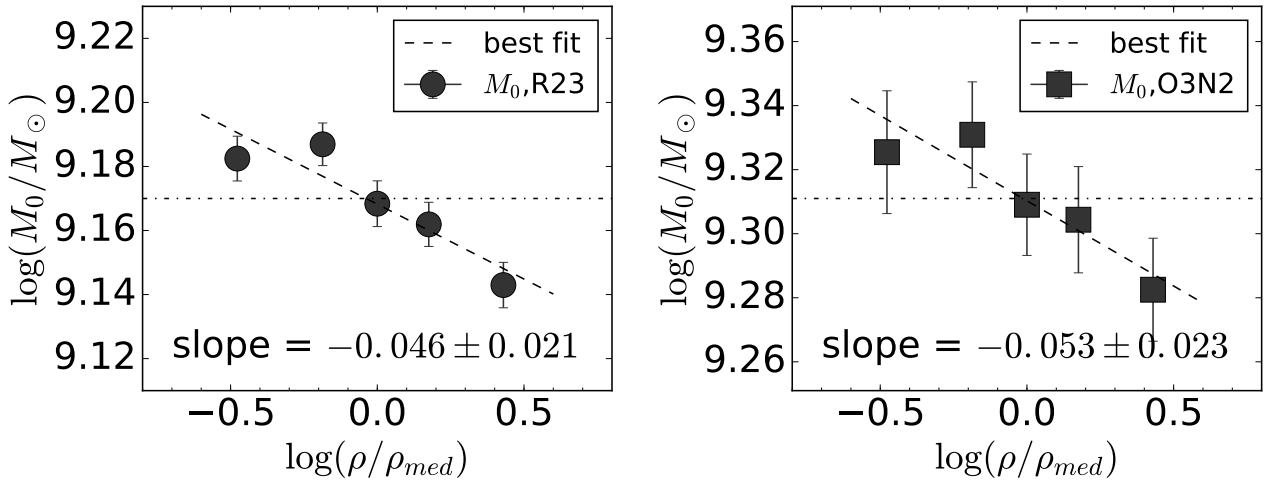 9.22
9.20
9.18
9.16
9.14
9.12
log(M₀/M⊙)
best fit
M₀,R23
slope = −0.046±0.021
−0.5 0.0 0.5
log(ρ/ρmed)
9.36
9.34
9.32
9.30
9.28
9.26
log(M₀/M⊙)
best fit
M₀,O3N2
slope = −0.053±0.023
−0.5 0.0 0.5
log(ρ/ρmed)